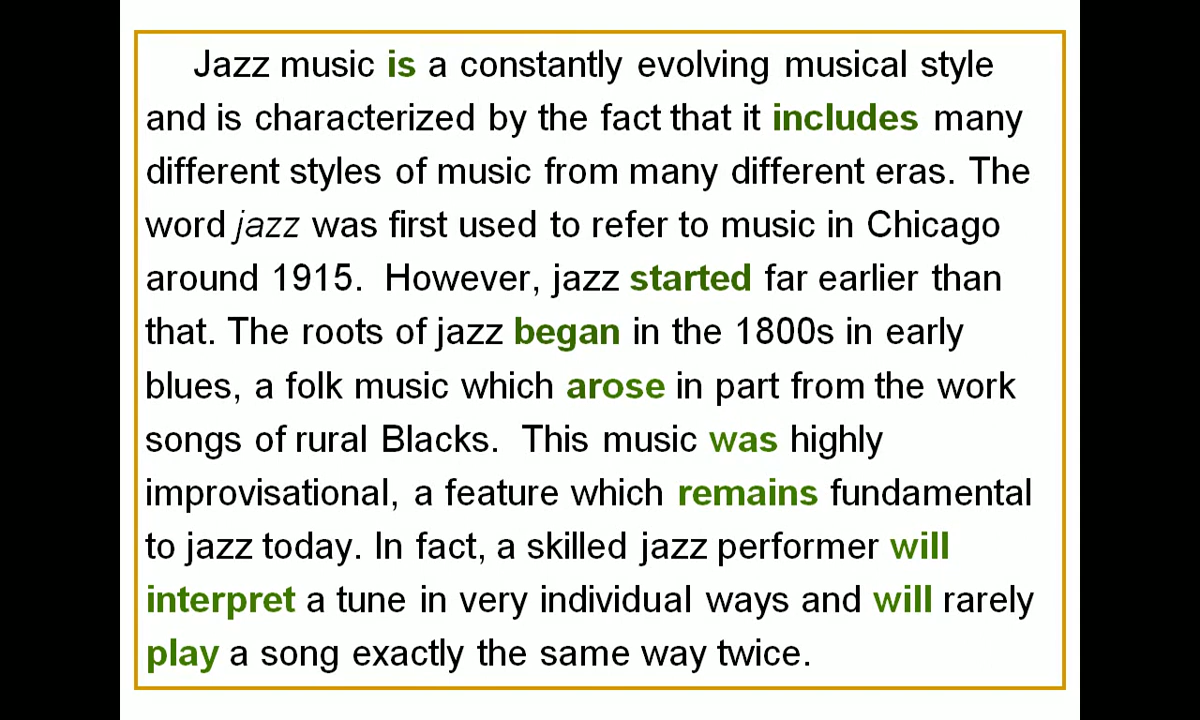 Jazz music is a constantly evolving musical style
and is characterized by the fact that it includes many
different styles of music from many different eras. The
word jazz was first used to refer to music in Chicago
around 1915. However, jazz started far earlier than
that. The roots of jazz began in the 1800s in early
blues, a folk music which arose in part from the work
songs of rural Blacks. This music was highly
improvisational, a feature which remains fundamental
to jazz today. In fact, a skilled jazz performer will
interpret a tune in very individual ways and will rarely
play a song exactly the same way twice.